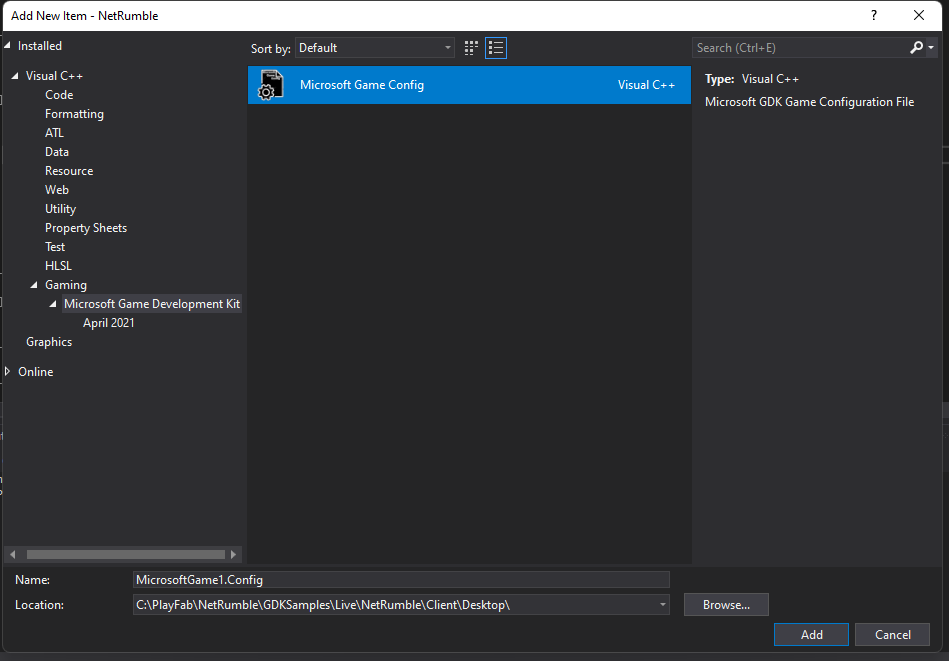 Add New Item - NetRumble
?
Installed
Sort by: Default
Search (Ctrl+E)
Visual C++
Code
Formatting
ATL
Data
Resource
Web
Utility
Property Sheets
Test
HLSL
Gaming
Microsoft Game Development Kit
April 2021
Graphics
Online
Microsoft Game Config Visual C++
Type: Visual C++
Microsoft GDK Game Configuration File
Name: MicrosoftGame1.Config
Location: C:\PlayFab\NetRumble\GDKSamples\Live\NetRumble\Client\Desktop\ Browse...
Add Cancel